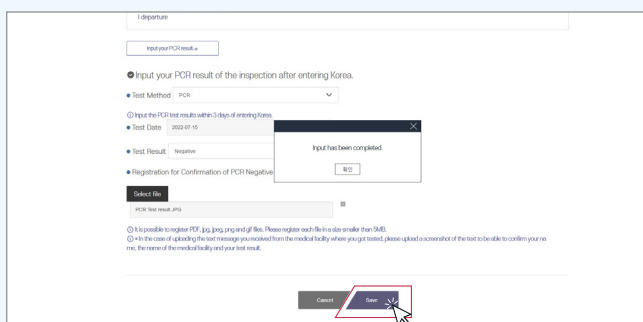 I departure
Input your PCR result
Input your PCR result of the inspection after entering Korea.
Test Method PCR
Input the PCR test results within 3 days of entering Korea.
Test Date 2022-07-15
Test Result Negative
Registration for Confirmation of PCR Negative
Input has been completed.
확인
Select file
PCR Test result.JPG
It is possible to register PDF, jpg, jpeg, png and gif files. Please register each file in a size smaller than 5MB.
* In the case of uploading the text message you received from the medical facility where you got tested, please upload a screenshot of the text to be able to confirm your na
me, the name of the medical facility and your test result.
Cancel Save